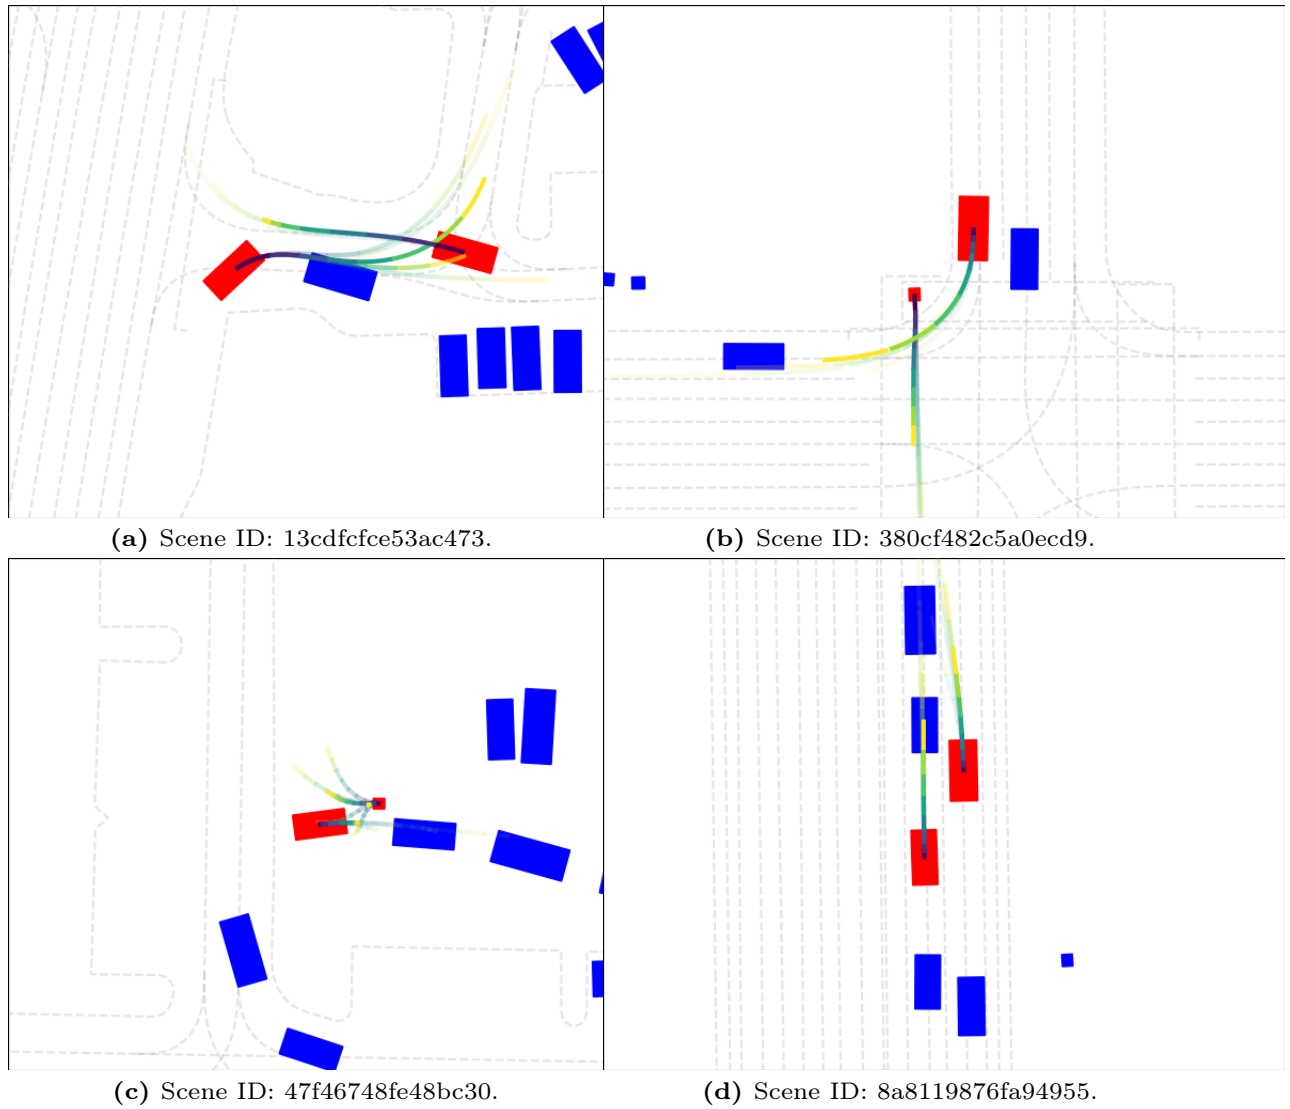 (a) Scene ID: 13cdfcfce53ac473.
(b) Scene ID: 380cf482c5a0ecd9.
(c) Scene ID: 47f46748fe48bc30.
(d) Scene ID: 8a8119876fa94955.